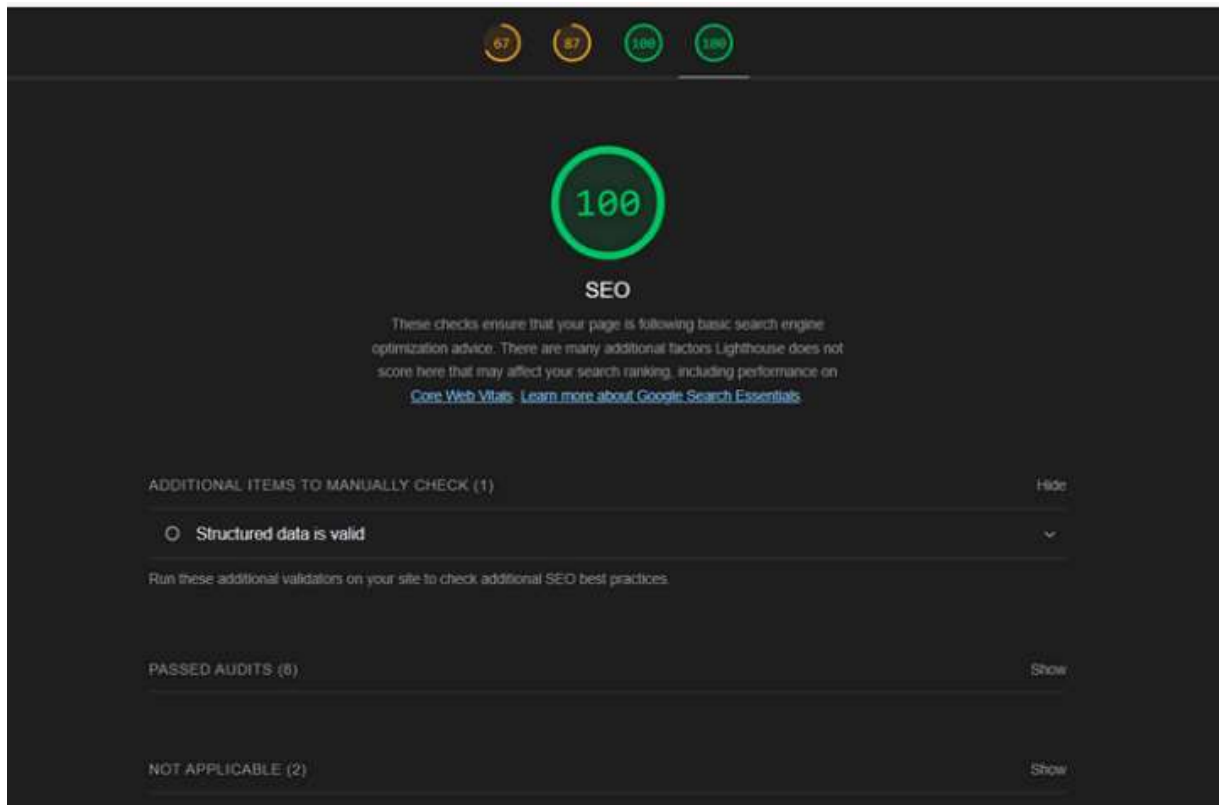 67 87 100 100
100
SEO
These checks ensure that your page is following basic search engine
optimization advice. There are many additional factors Lighthouse does not
score here that may affect your search ranking, including performance on
Core Web Vitals. Learn more about Google Search Essentials.
ADDITIONAL ITEMS TO MANUALLY CHECK (1) Hide
Structured data is valid
Run these additional validators on your site to check additional SEO best practices.
PASSED AUDITS (8) Show
NOT APPLICABLE (2) Show